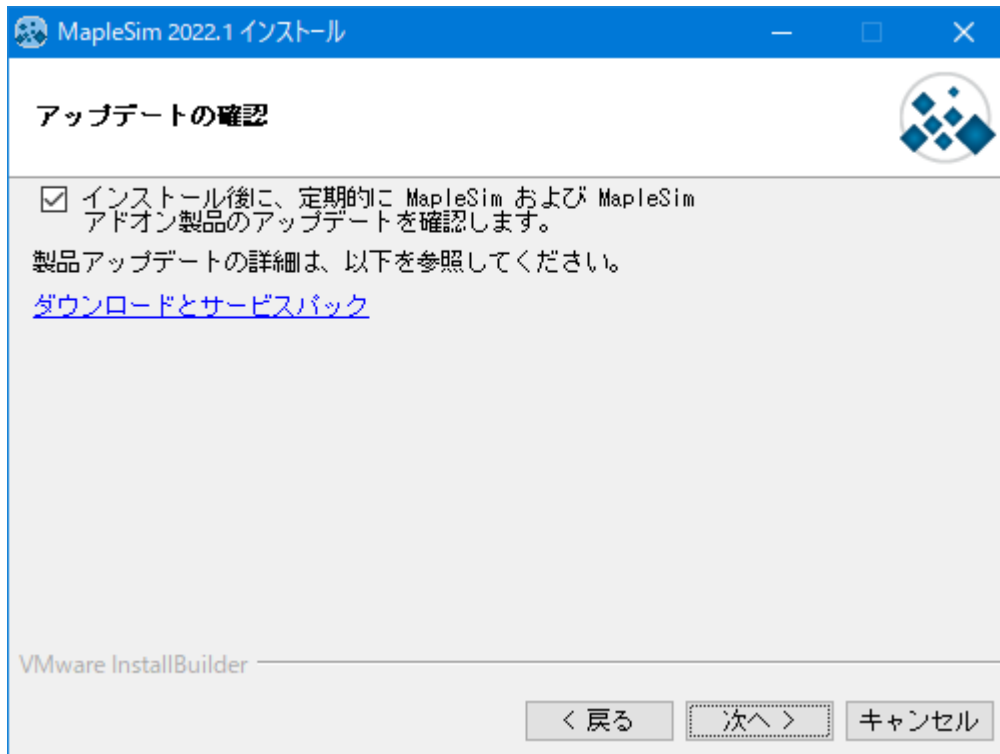 MapleSim 2022.1 インストール
アップデートの確認
インストール後に、定期的に MapleSim および MapleSim
アドオン製品のアップデートを確認します。
製品アップデートの詳細は、以下を参照してください。
ダウンロードとサービスパック
VMware InstallBuilder
< 戻る 次へ > キャンセル